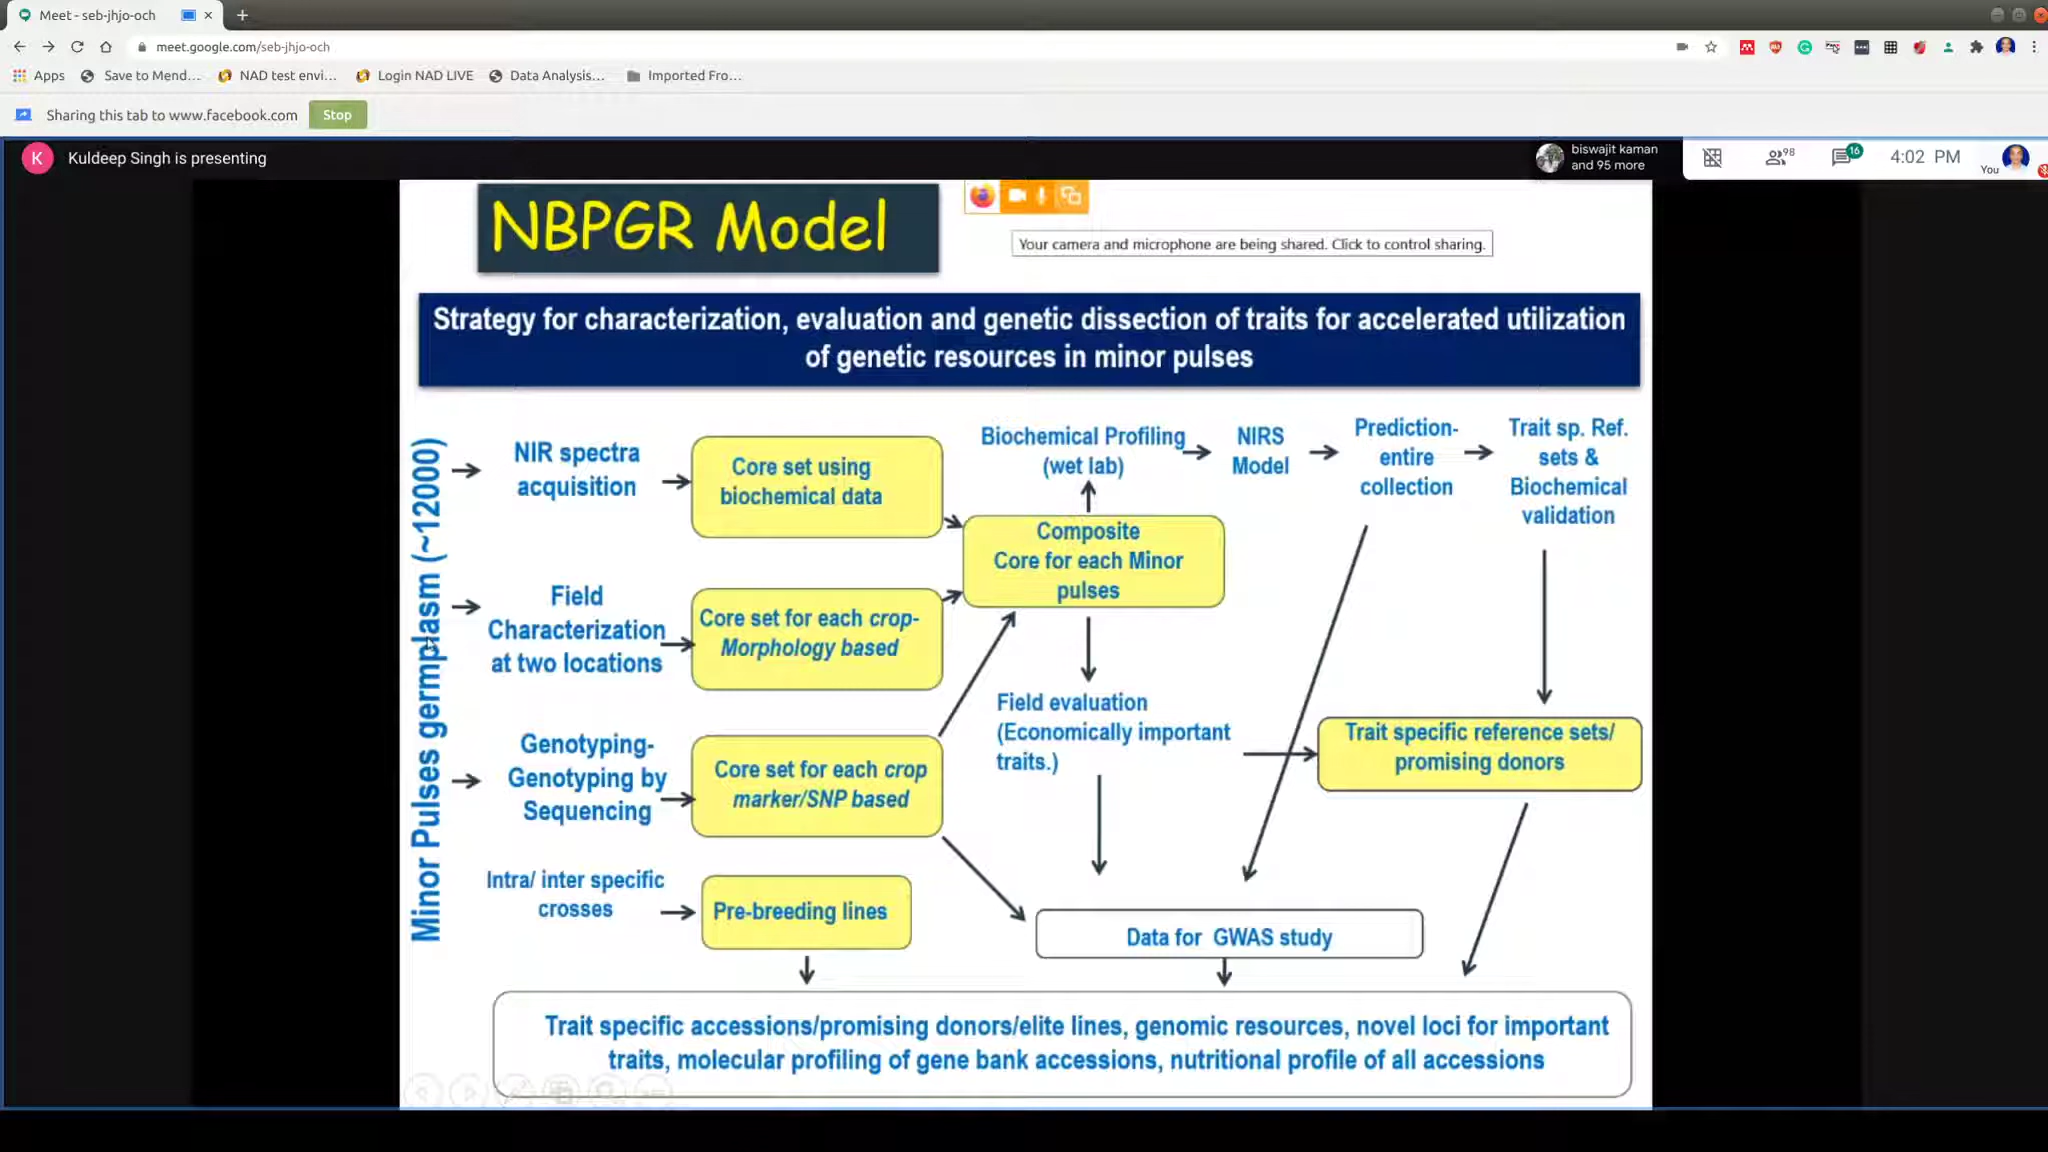 Meet - seb-jhjo-och
meet.google.com/seb-jhjo-och
Apps
Save to Mend...
NAD test envi...
Login NAD LIVE
Data Analysis...
Imported Fro...
Sharing this tab to www.facebook.com
Stop
K
Kuldeep Singh is presenting
biswajit kaman
and 95 more
98
16
4:02 PM
You
NBPGR Model
Your camera and microphone are being shared. Click to control sharing.
Strategy for characterization, evaluation and genetic dissection of traits for accelerated utilization
of genetic resources in minor pulses
Minor Pulses germplasm (~12000)
NIR spectra
acquisition
Core set using
biochemical data
Biochemical Profiling
(wet lab)
NIRS
Model
Prediction-
entire
collection
Trait sp. Ref.
sets &
Biochemical
validation
Composite
Core for each Minor
pulses
Field
Characterization
at two locations
Core set for each crop-
Morphology based
Field evaluation
(Economically important
traits.)
Trait specific reference sets/
promising donors
Genotyping-
Genotyping by
Sequencing
Core set for each crop
marker/SNP based
Intra/ inter specific
crosses
Pre-breeding lines
Data for GWAS study
Trait specific accessions/promising donors/elite lines, genomic resources, novel loci for important
traits, molecular profiling of gene bank accessions, nutritional profile of all accessions